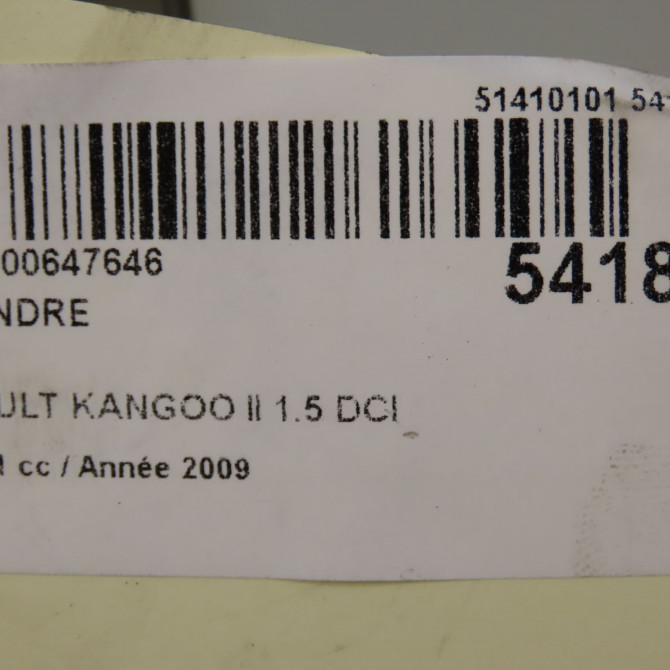 51410101 541
00647646
5418
NDRE
ULT KANGOO II 1.5 DCI
cc / Année 2009